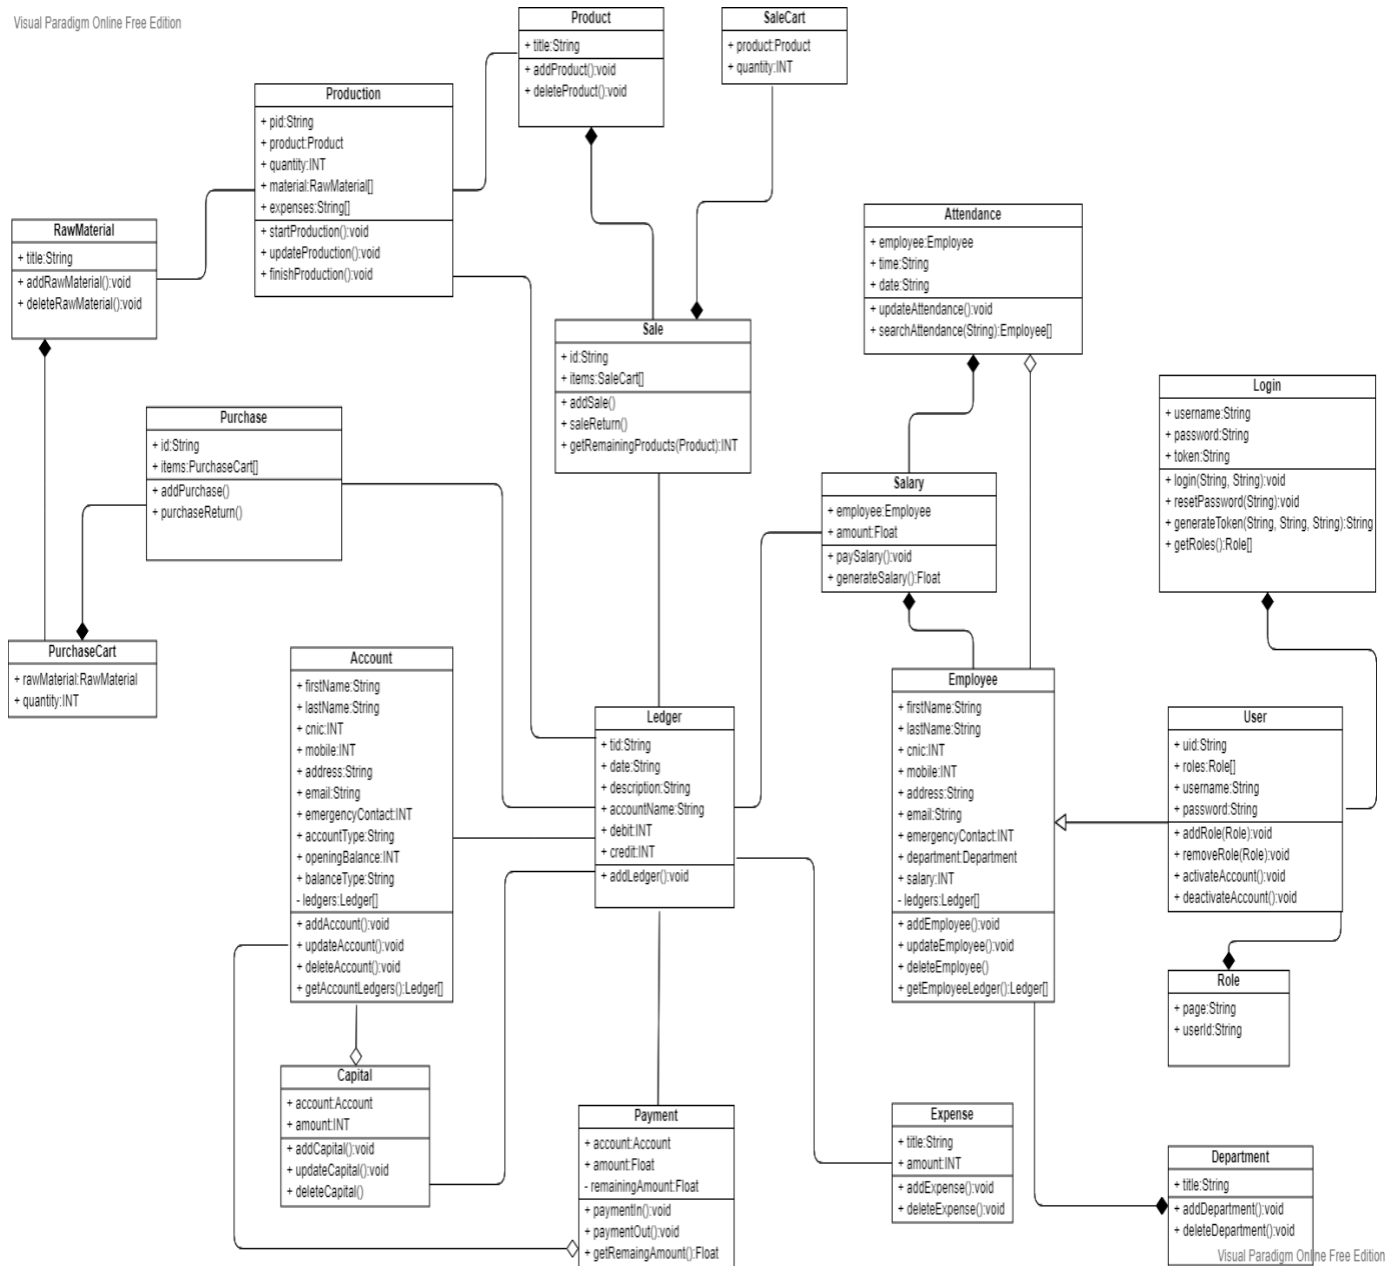 Visual Paradigm Online Free Edition
Product
+ title:String
+ addProduct():void
+ deleteProduct():void
SaleCart
+ product:Product
+ quantity:INT
Production
+ pid:String
+ product:Product
+ quantity:INT
+ material:RawMaterial[]
+ expenses:String[]
+ startProduction():void
+ updateProduction():void
+ finishProduction():void
RawMaterial
+ title:String
+ addRawMaterial():void
+ deleteRawMaterial():void
Attendance
+ employee:Employee
+ time:String
+ date:String
+ updateAttendance():void
+ searchAttendance(String):Employee[]
Sale
+ id:String
+ items:SaleCart[]
+ addSale()
+ saleReturn()
+ getRemainingProducts(Product):INT
Login
+ username:String
+ password:String
+ token:String
+ login(String, String):void
+ resetPassword(String):void
+ generateToken(String, String, String):String
+ getRoles():Role[]
Purchase
+ id:String
+ items:PurchaseCart[]
+ addPurchase()
+ purchaseReturn()
Salary
+ employee:Employee
+ amount:Float
+ paySalary():void
+ generateSalary():Float
PurchaseCart
+ rawMaterial:RawMaterial
+ quantity:INT
Account
+ firstName:String
+ lastName:String
+ cnic:INT
+ mobile:INT
+ address:String
+ email:String
+ emergencyContact:INT
+ accountType:String
+ openingBalance:INT
+ balanceType:String
- ledgers:Ledger[]
+ addAccount():void
+ updateAccount():void
+ deleteAccount():void
+ getAccountLedgers():Ledger[]
Ledger
+ tid:String
+ date:String
+ description:String
+ accountName:String
+ debit:INT
+ credit:INT
+ addLedger():void
Employee
+ firstName:String
+ lastName:String
+ cnic:INT
+ mobile:INT
+ address:String
+ email:String
+ emergencyContact:INT
+ department:Department
+ salary:INT
- ledgers:Ledger[]
+ addEmployee():void
+ updateEmployee():void
+ deleteEmployee()
+ getEmployeeLedger():Ledger[]
User
+ uid:String
+ roles:Role[]
+ username:String
+ password:String
+ addRole(Role):void
+ removeRole(Role):void
+ activateAccount():void
+ deactivateAccount():void
Role
+ page:String
+ userId:String
Capital
+ account:Account
+ amount:INT
+ addCapital():void
+ updateCapital():void
+ deleteCapital()
Payment
+ account:Account
+ amount:Float
- remainingAmount:Float
+ paymentIn():void
+ paymentOut():void
+ getRemaingAmount():Float
Expense
+ title:String
+ amount:INT
+ addExpense():void
+ deleteExpense():void
Department
+ title:String
+ addDepartment():void
+ deleteDepartment():void
Visual Paradigm Online Free Edition